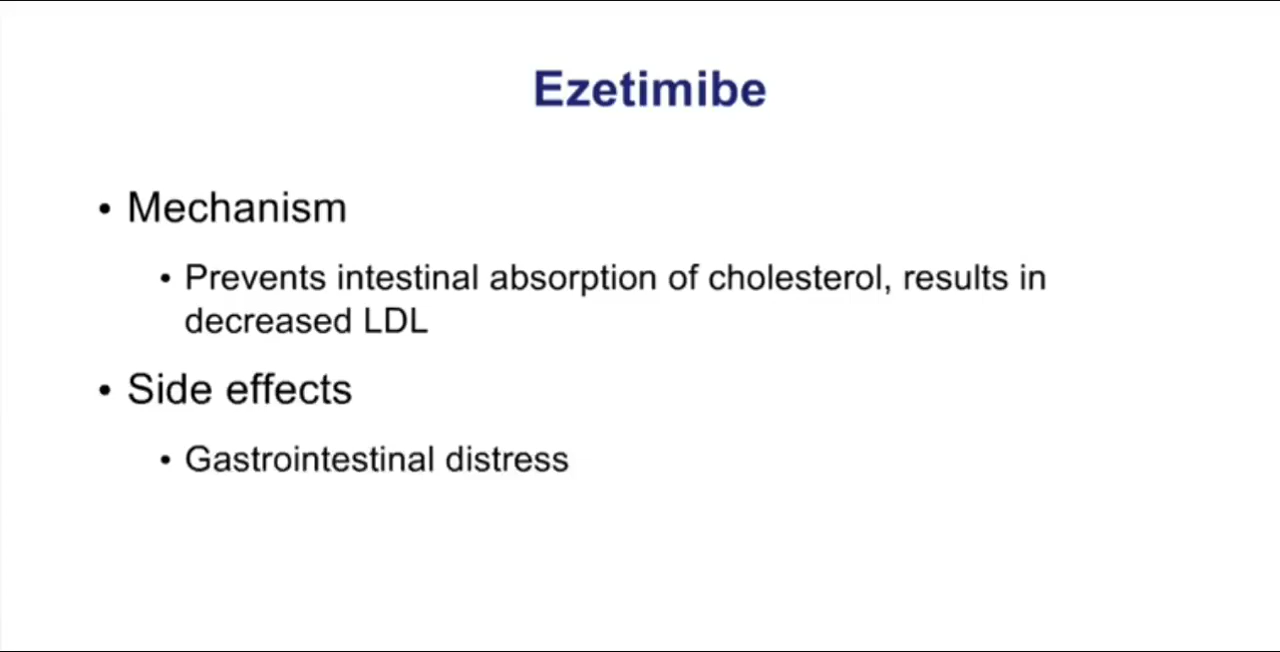 Ezetimibe
• Mechanism
• Prevents intestinal absorption of cholesterol, results in
decreased LDL
• Side effects
• Gastrointestinal distress